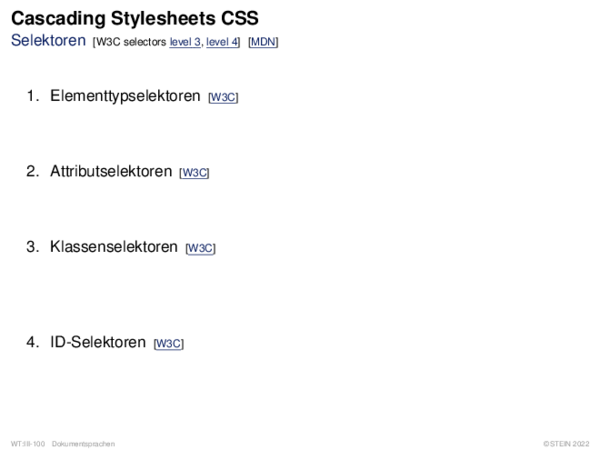 Cascading Stylesheets CSS
Selektoren [W3C selectors level 3, level 4] [MDN]
1. Elementtypselektoren [W3C]
2. Attributselektoren [W3C]
3. Klassenselektoren [W3C]
4. ID-Selektoren [W3C]
WT:III-100 Dokumentsprachen ©STEIN 2022